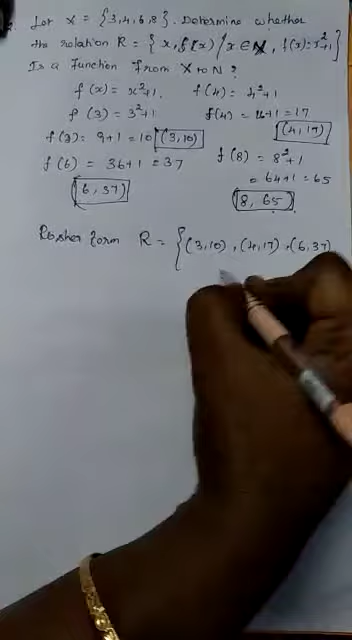 Let X = {3,4,6,8}. Determine whether
the relation R = {x, f(x) / x ∈ X, f(x) = x²+1}
Is a function from X to N?
f(x) = x²+1 f(4) = 4²+1
f(3) = 3²+1 f(4) = 16+1 = 17
f(3) = 9+1 = 10 (3,10) (4,17)
f(6) = 36+1 = 37 f(8) = 8²+1
(6,37) = 64+1 = 65
(8, 65)
Rosher form R = {(3,10), (4,17), (6,37)